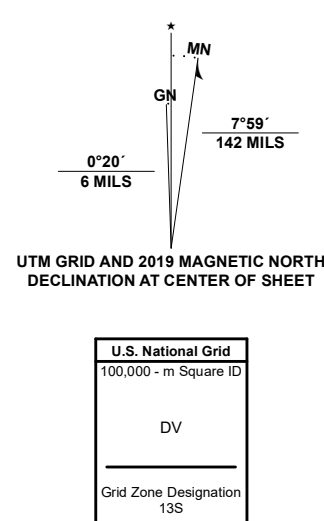 MN
GN
7°59´
142 MILS
0°20´
6 MILS
UTM GRID AND 2019 MAGNETIC NORTH
DECLINATION AT CENTER OF SHEET
U.S. National Grid
100,000 - m Square ID
DV
Grid Zone Designation
13S